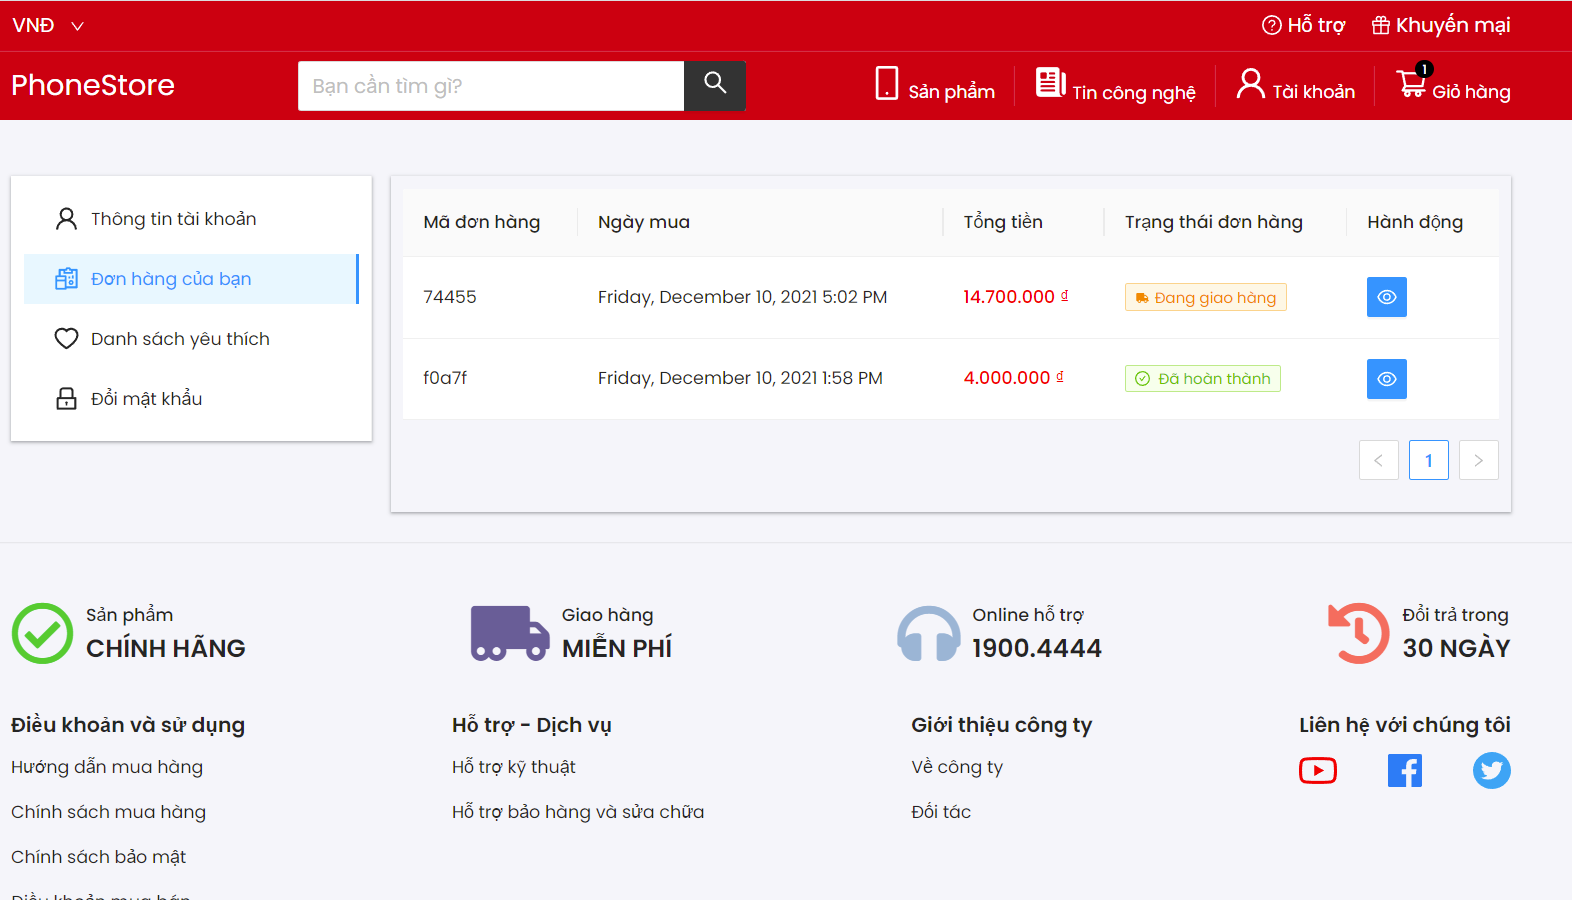 VNĐ
Hỗ trợ
Khuyến mại
PhoneStore
Bạn cần tìm gì?
Sản phẩm
Tin công nghệ
Tài khoản
1
Giỏ hàng
Thông tin tài khoản
Đơn hàng của bạn
Danh sách yêu thích
Đổi mật khẩu
Mã đơn hàng Ngày mua Tổng tiền Trạng thái đơn hàng Hành động
74455 Friday, December 10, 2021 5:02 PM 14.700.000 ₫ Đang giao hàng
f0a7f Friday, December 10, 2021 1:58 PM 4.000.000 ₫ Đã hoàn thành
< 1 >
Sản phẩm
CHÍNH HÃNG
Giao hàng
MIỄN PHÍ
Online hỗ trợ
1900.4444
Đổi trả trong
30 NGÀY
Điều khoản và sử dụng
Hướng dẫn mua hàng
Chính sách mua hàng
Chính sách bảo mật
Điều khoản mua bán
Hỗ trợ - Dịch vụ
Hỗ trợ kỹ thuật
Hỗ trợ bảo hàng và sửa chữa
Giới thiệu công ty
Về công ty
Đối tác
Liên hệ với chúng tôi